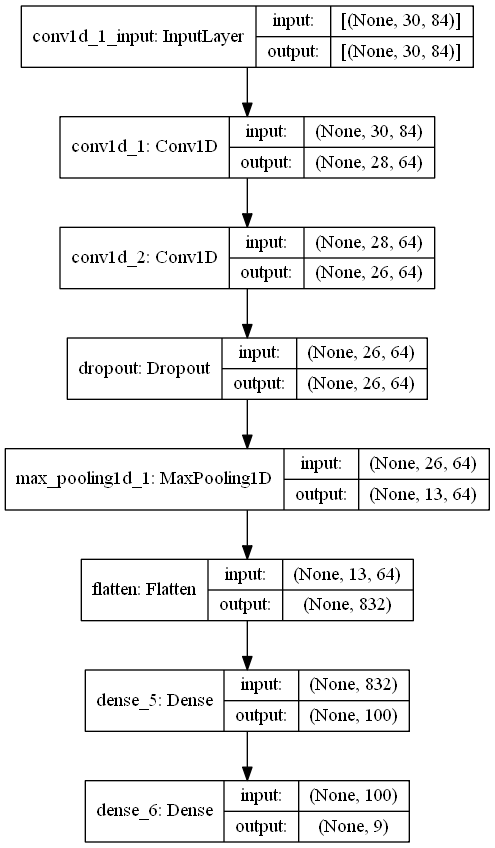 conv1d_1_input: InputLayer
input: [(None, 30, 84)]
output: [(None, 30, 84)]
conv1d_1: Conv1D
input: (None, 30, 84)
output: (None, 28, 64)
conv1d_2: Conv1D
input: (None, 28, 64)
output: (None, 26, 64)
dropout: Dropout
input: (None, 26, 64)
output: (None, 26, 64)
max_pooling1d_1: MaxPooling1D
input: (None, 26, 64)
output: (None, 13, 64)
flatten: Flatten
input: (None, 13, 64)
output: (None, 832)
dense_5: Dense
input: (None, 832)
output: (None, 100)
dense_6: Dense
input: (None, 100)
output: (None, 9)